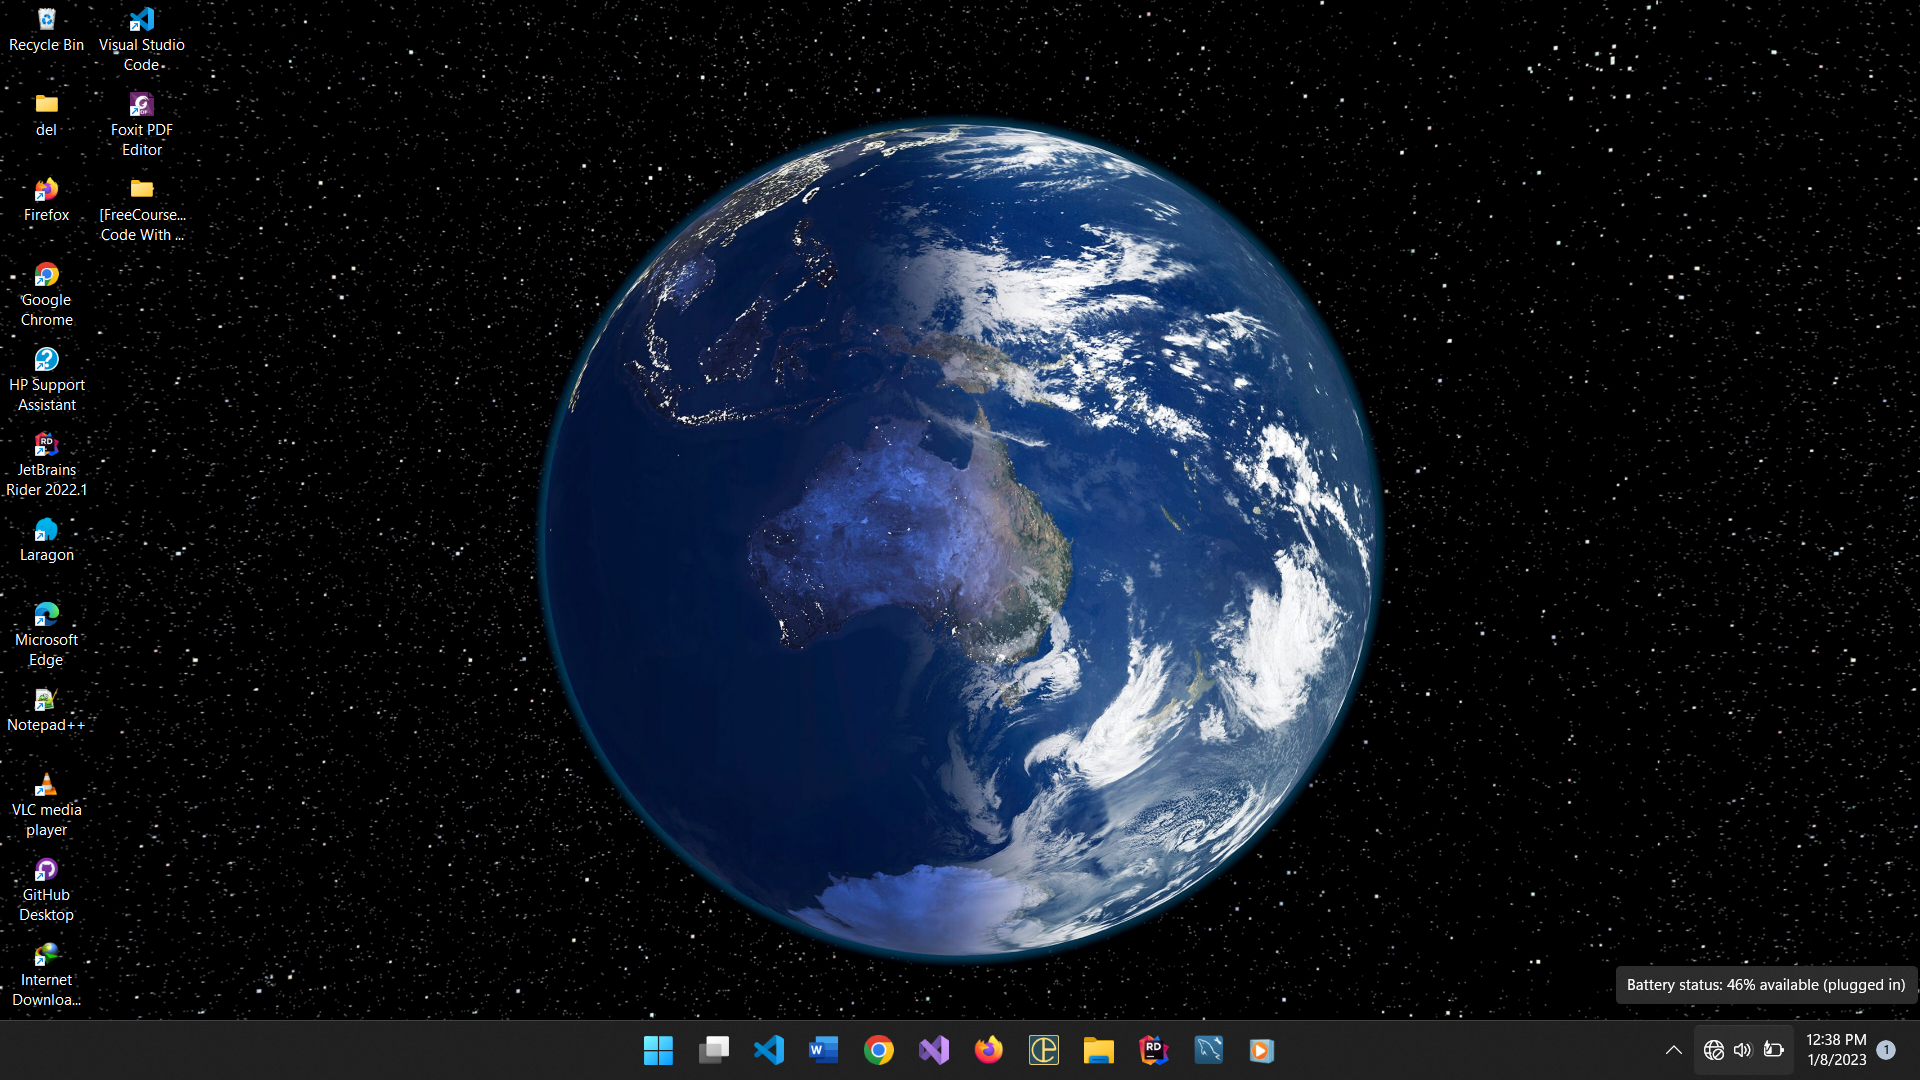 Recycle Bin
Visual Studio
Code
del
Foxit PDF
Editor
Firefox
[FreeCourse...
Code With ...
Google
Chrome
HP Support
Assistant
JetBrains
Rider 2022.1
Laragon
Microsoft
Edge
Notepad++
VLC media
player
GitHub
Desktop
Internet
Downloa...
Battery status: 46% available (plugged in)
12:38 PM
1/8/2023
1